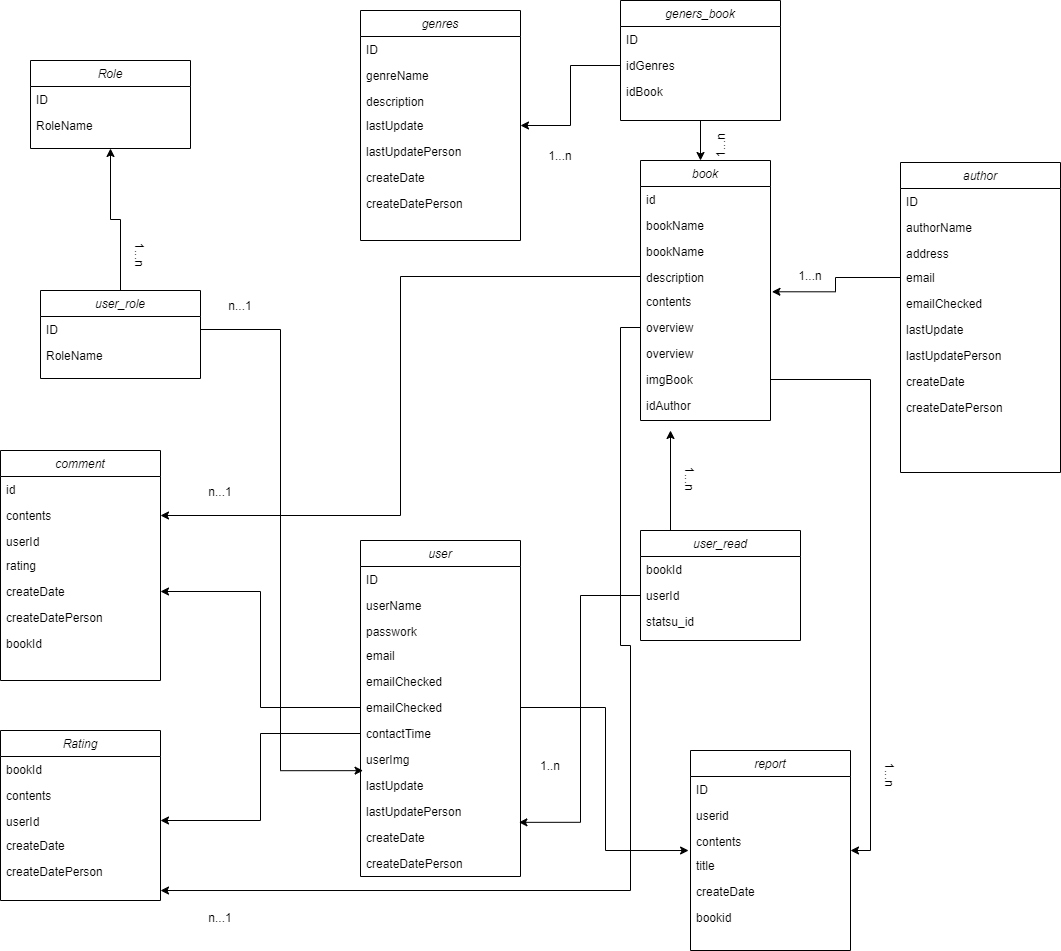 genres
ID
genreName
description
lastUpdate
lastUpdatePerson
createDate
createDatePerson
geners_book
ID
idGenres
idBook
Role
ID
RoleName
1...n
n...1
book
id
bookName
bookName
description
contents
overview
overview
imgBook
idAuthor
author
ID
authorName
address
email
emailChecked
lastUpdate
lastUpdatePerson
createDate
createDatePerson
1...n
1..n
user_role
ID
RoleName
n...1
comment
id
contents
userId
rating
createDate
createDatePerson
bookId
n...1
1..n
user
ID
userName
passwork
email
emailChecked
emailChecked
contactTime
userImg
lastUpdate
lastUpdatePerson
createDate
createDatePerson
user_read
bookId
userId
statsu_id
Rating
bookId
contents
userId
createDate
createDatePerson
1..n
report
ID
userid
contents
title
createDate
bookid
1...n
n...1